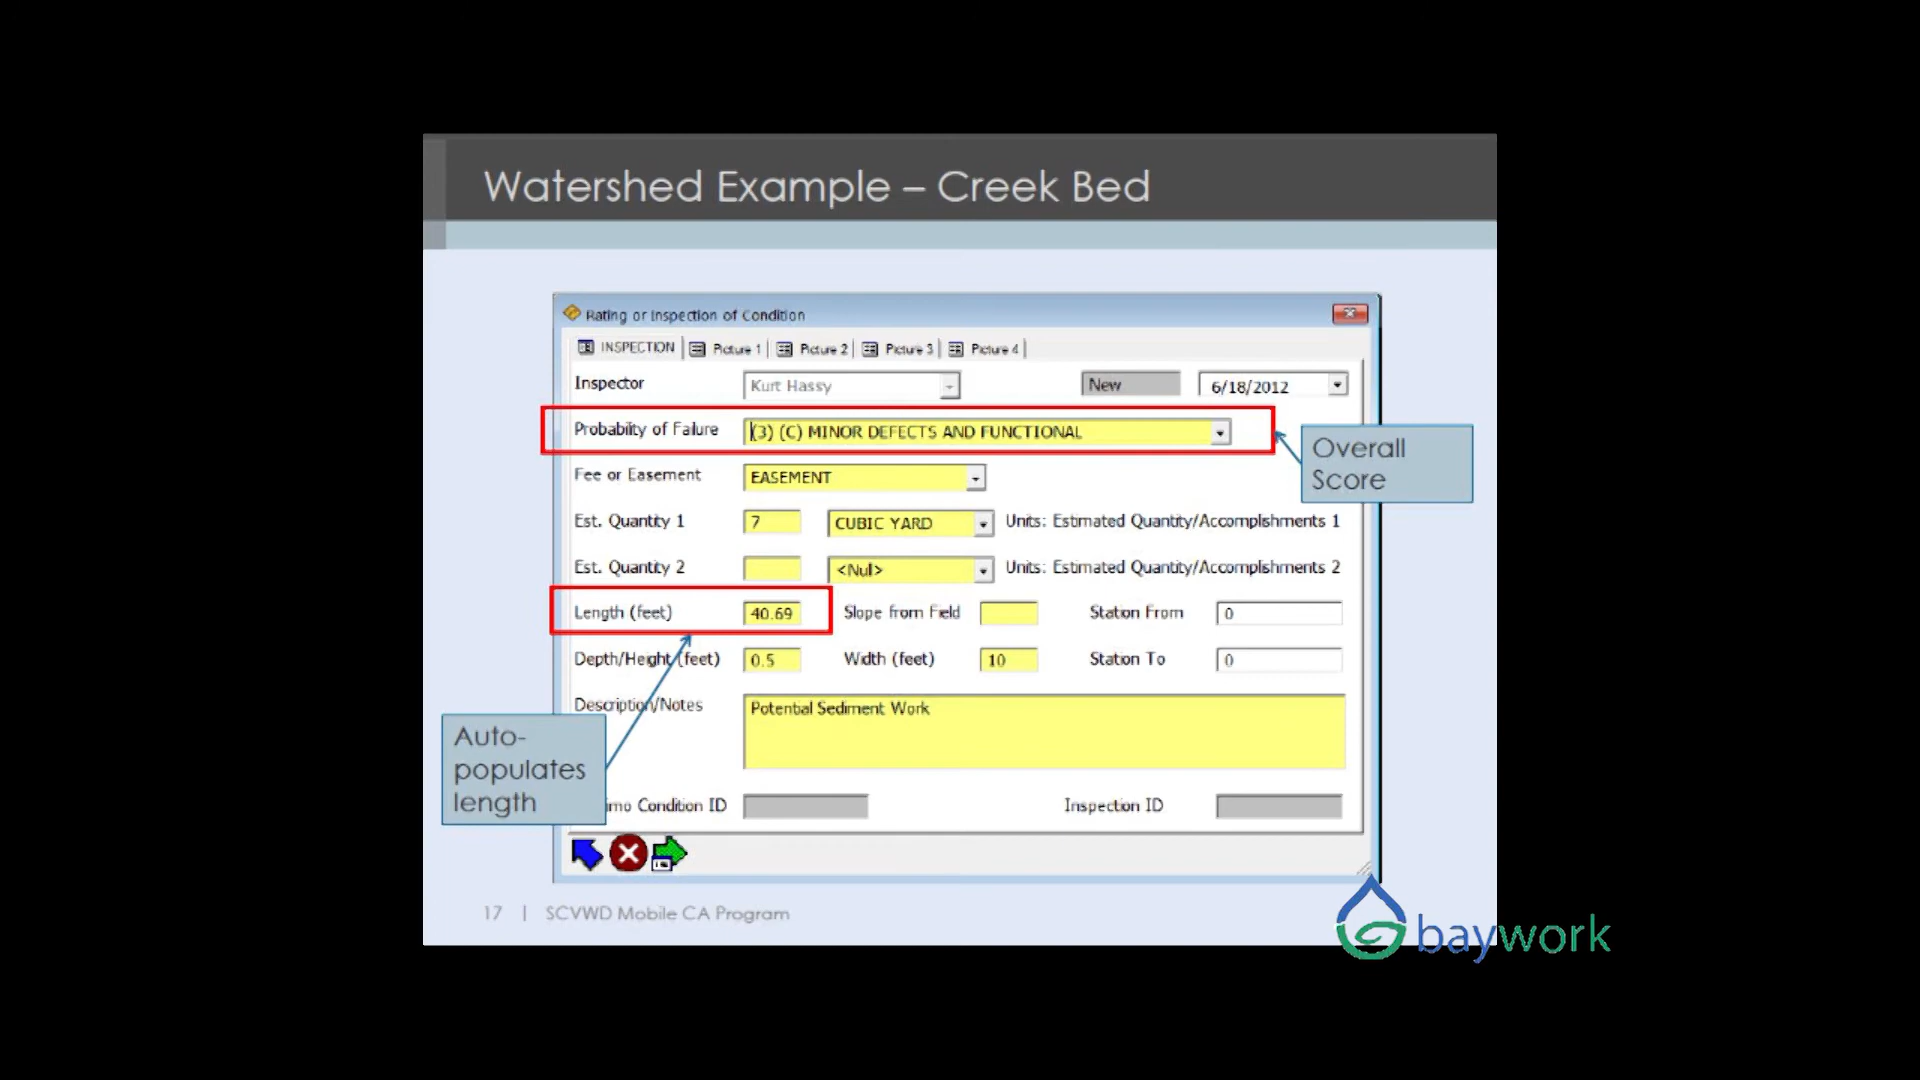 Watershed Example – Creek Bed
Rating or Inspection of Condition
INSPECTION Picture 1 Picture 2 Picture 3 Picture 4
Inspector Kurt Hassy New 6/18/2012
Probability of Failure (3) (C) MINOR DEFECTS AND FUNCTIONAL
Overall
Score
Fee or Easement EASEMENT
Est. Quantity 1 7 CUBIC YARD Units: Estimated Quantity/Accomplishments 1
Est. Quantity 2 <Null> Units: Estimated Quantity/Accomplishments 2
Length (feet) 40.69 Slope from Field Station From 0
Depth/Height (feet) 0.5 Width (feet) 10 Station To 0
Description/Notes Potential Sediment Work
Auto-
populates
length
imo Condition ID Inspection ID
17 | SCVWD Mobile CA Program
baywork